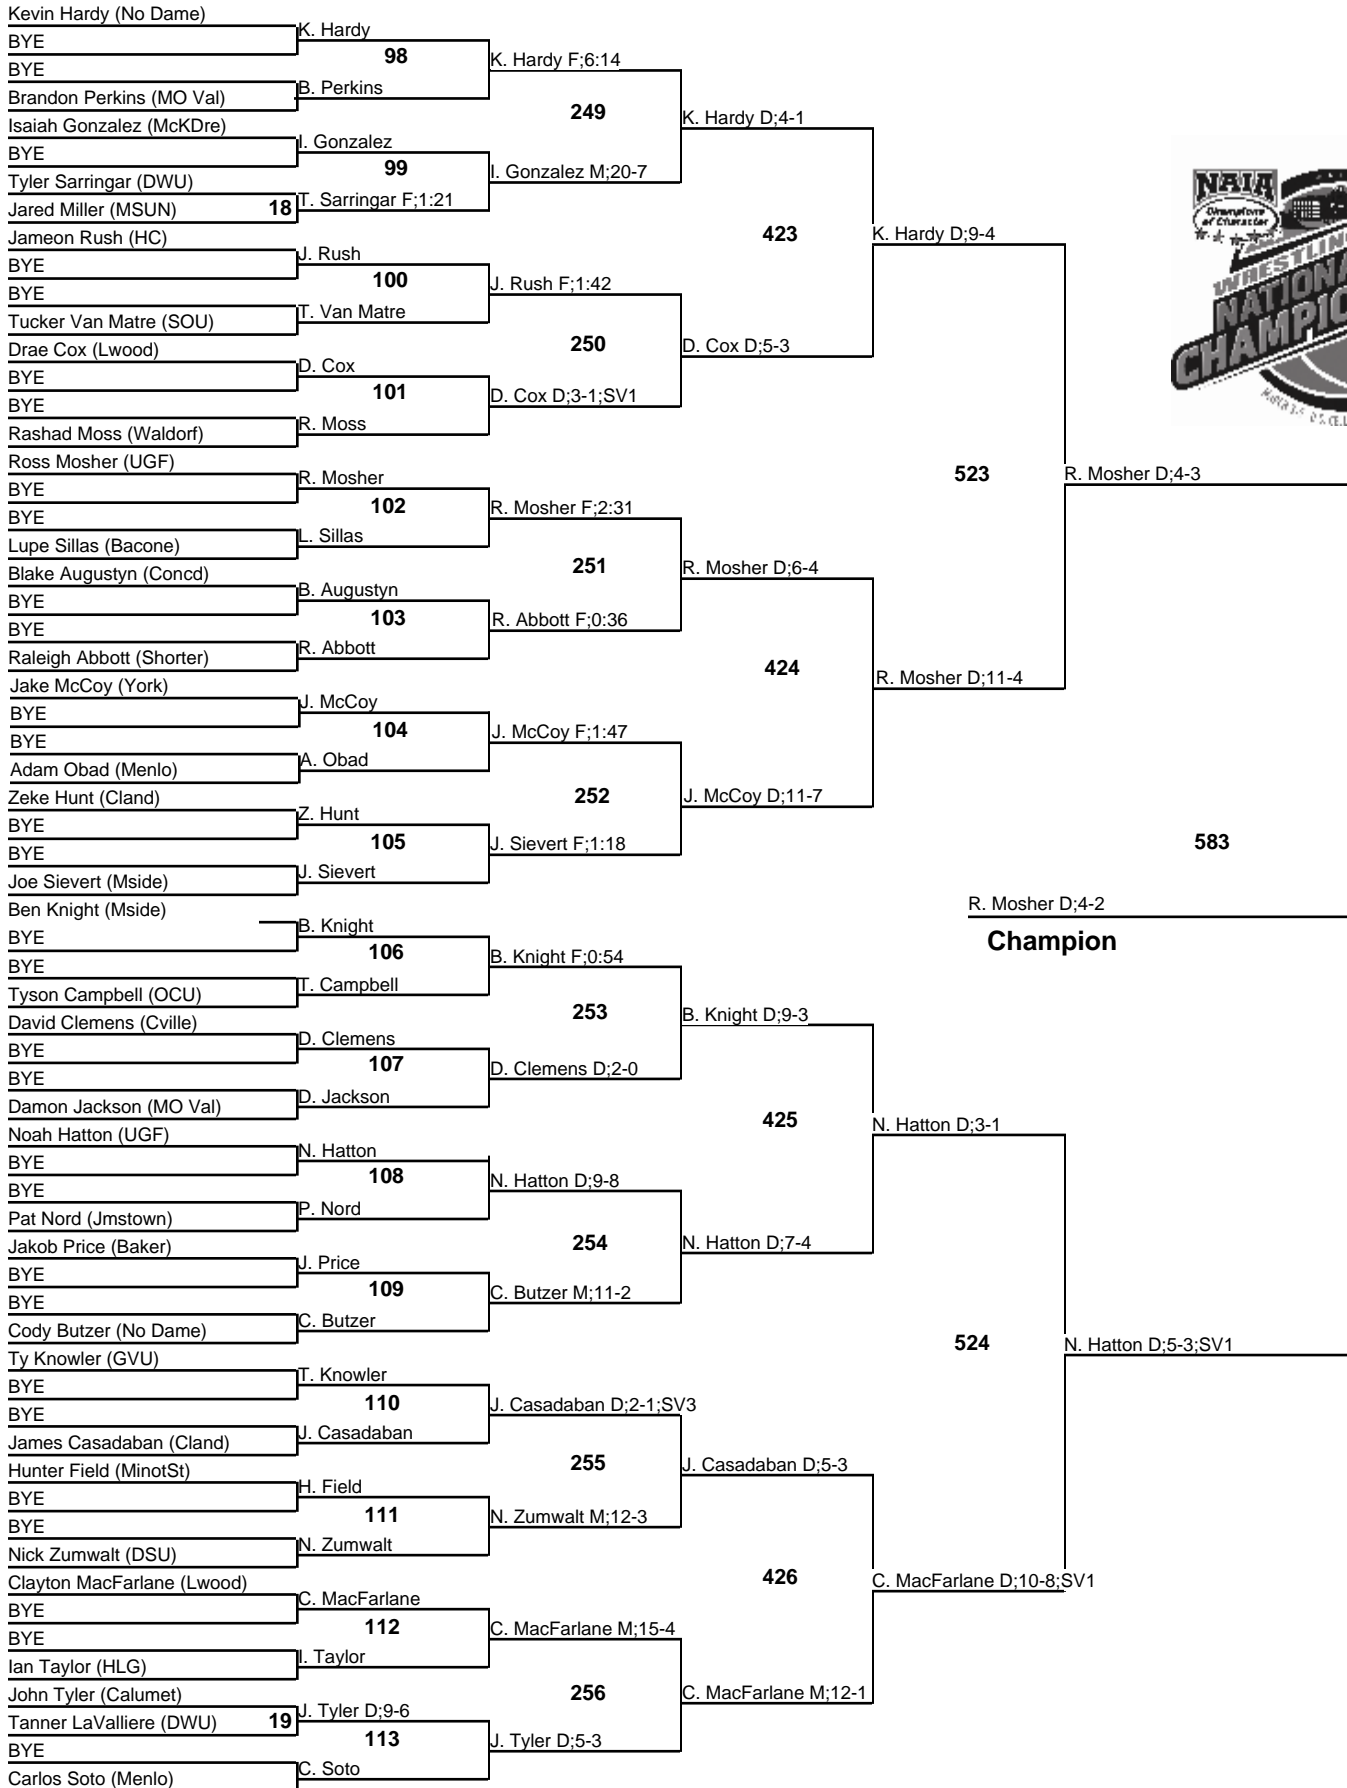 Kevin Hardy (No Dame)
BYE
BYE
Brandon Perkins (MO Val)
Isaiah Gonzalez (McKDre)
BYE
Tyler Sarringar (DWU)
Jared Miller (MSUN) 18
Jameon Rush (HC)
BYE
BYE
Tucker Van Matre (SOU)
Drae Cox (Lwood)
BYE
BYE
Rashad Moss (Waldorf)
Ross Mosher (UGF)
BYE
BYE
Lupe Sillas (Bacone)
Blake Augustyn (Concd)
BYE
BYE
Raleigh Abbott (Shorter)
Jake McCoy (York)
BYE
BYE
Adam Obad (Menlo)
Zeke Hunt (Cland)
BYE
BYE
Joe Sievert (Mside)
Ben Knight (Mside)
BYE
BYE
Tyson Campbell (OCU)
David Clemens (Cville)
BYE
BYE
Damon Jackson (MO Val)
Noah Hatton (UGF)
BYE
BYE
Pat Nord (Jmstown)
Jakob Price (Baker)
BYE
BYE
Cody Butzer (No Dame)
Ty Knowler (GVU)
BYE
BYE
James Casadaban (Cland)
Hunter Field (MinotSt)
BYE
BYE
Nick Zumwalt (DSU)
Clayton MacFarlane (Lwood)
BYE
BYE
Ian Taylor (HLG)
John Tyler (Calumet)
Tanner LaValliere (DWU) 19
BYE
Carlos Soto (Menlo)
K. Hardy
98
B. Perkins
I. Gonzalez
99
T. Sarringar F;1:21
J. Rush
100
T. Van Matre
D. Cox
101
R. Moss
R. Mosher
102
L. Sillas
B. Augustyn
103
R. Abbott
J. McCoy
104
A. Obad
Z. Hunt
105
J. Sievert
B. Knight
106
T. Campbell
D. Clemens
107
D. Jackson
N. Hatton
108
P. Nord
J. Price
109
C. Butzer
T. Knowler
110
J. Casadaban
H. Field
111
N. Zumwalt
C. MacFarlane
112
I. Taylor
J. Tyler D;9-6
113
C. Soto
K. Hardy F;6:14
249
I. Gonzalez M;20-7
J. Rush F;1:42
250
D. Cox D;3-1;SV1
R. Mosher F;2:31
251
R. Abbott F;0:36
J. McCoy F;1:47
252
J. Sievert F;1:18
B. Knight F;0:54
253
D. Clemens D;2-0
N. Hatton D;9-8
254
C. Butzer M;11-2
J. Casadaban D;2-1;SV3
255
N. Zumwalt M;12-3
C. MacFarlane M;15-4
256
J. Tyler D;5-3
K. Hardy D;4-1
423
D. Cox D;5-3
R. Mosher D;6-4
424
J. McCoy D;11-7
B. Knight D;9-3
425
N. Hatton D;7-4
J. Casadaban D;5-3
426
C. MacFarlane M;12-1
K. Hardy D;9-4
523
R. Mosher D;11-4
N. Hatton D;3-1
524
C. MacFarlane D;10-8;SV1
NAIA
Champions
of Character
WRESTLIN
NATIONA
CHAMPIO
R. Mosher D;4-3
583
N. Hatton D;5-3;SV1
R. Mosher D;4-2
Champion